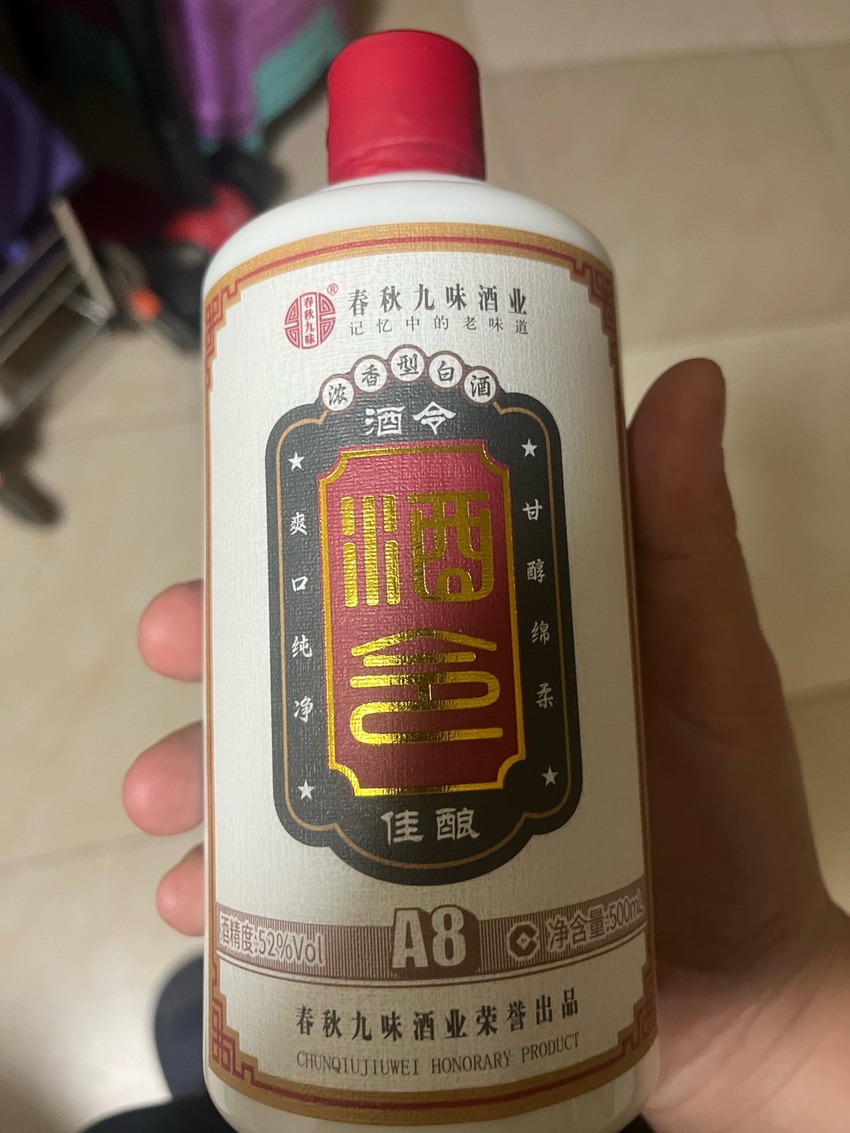 春秋九味
®
春秋九味酒业
记忆中的老味道
浓香型白酒
酒令
爽口纯净
酒令
甘醇绵柔
佳酿
酒精度:52%Vol
A8
净含量:500mL
春秋九味酒业荣誉出品
CHUNQIUJIUWEI HONORARY PRODUCT